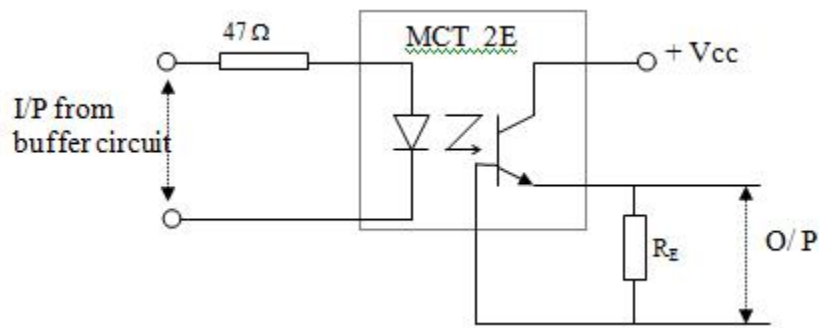 47 Ω
MCT 2E
+ Vcc
I/P from
buffer circuit
R_E
O/ P